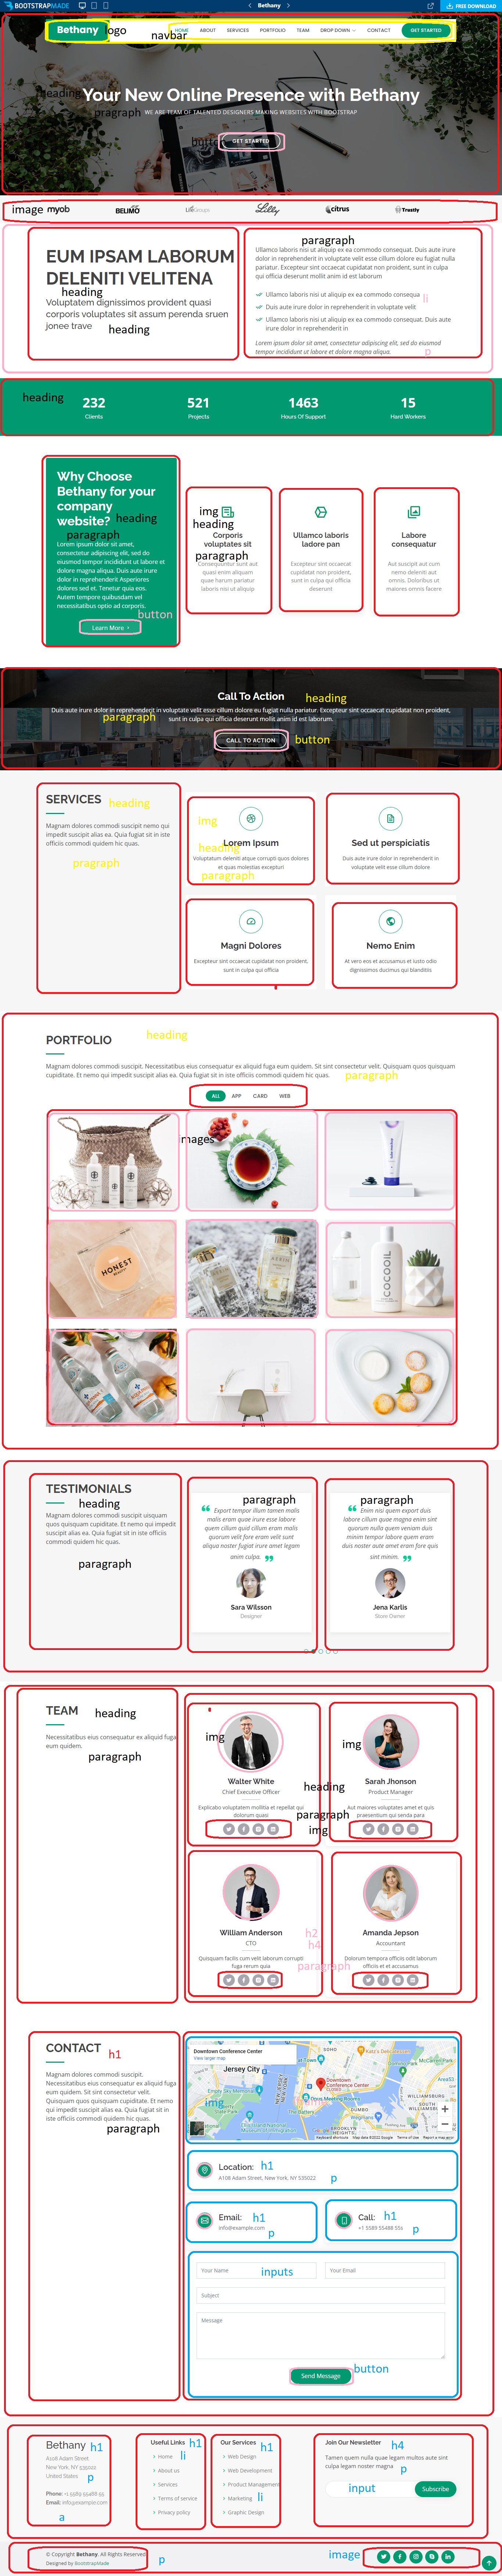 BOOTSTRAPMADE
Bethany
FREE DOWNLOAD
Bethany
logo
navbar
HOME
ABOUT
SERVICES
PORTFOLIO
TEAM
DROP DOWN
CONTACT
GET STARTED
heading
Your New Online Presence with Bethany
paragraph
WE ARE TEAM OF TALENTED DESIGNERS MAKING WEBSITES WITH BOOTSTRAP
button
GET STARTED
image
myob
BELIMO
LifeGroups
Lilly
citrus
Trustly
EUM IPSAM LABORUM
DELENITI VELITENA
heading
Voluptatem dignissimos provident quasi
corporis voluptates sit assum perenda sruen
jonee trave
heading
paragraph
Ullamco laboris nisi ut aliquip ex ea commodo consequat. Duis aute irure
dolor in reprehenderit in voluptate velit esse cillum dolore eu fugiat nulla
pariatur. Excepteur sint occaecat cupidatat non proident, sunt in culpa qui
officia deserunt mollit anim id est laborum
Ullamco laboris nisi ut aliquip ex ea commodo consequa
li
Duis aute irure dolor in reprehenderit in voluptate velit
Ullamco laboris nisi ut aliquip ex ea commodo consequat. Duis aute
irure dolor in reprehenderit in
Lorem ipsum dolor sit amet, consectetur adipiscing elit, sed do eiusmod
tempor incididunt ut labore et dolore magna aliqua.
p
heading
232
Clients
521
Projects
1463
Hours Of Support
15
Hard Workers
Why Choose
Bethany for your
company
website?
heading
paragraph
Lorem ipsum dolor sit amet,
consectetur adipiscing elit, sed do
eiusmod tempor incididunt ut labore et
dolore magna aliqua. Duis aute irure
dolor in reprehenderit Asperiores
dolores sed et. Tenetur quia eos.
Autem tempore quibusdam vel
necessitatibus optio ad corporis.
button
Learn More
img
heading
Corporis
voluptates sit
paragraph
Consequuntur sunt aut
quasi enim aliquam
quae harum pariatur
laboris nisi ut aliquip
Ullamco laboris
ladore pan
Excepteur sint occaecat
cupidatat non proident,
sunt in culpa qui officia
deserunt
Labore
consequatur
Aut suscipit aut cum
nemo deleniti aut
omnis. Doloribus ut
maiores omnis facere
Call To Action
heading
Duis aute irure dolor in reprehenderit in voluptate velit esse cillum dolore eu fugiat nulla pariatur. Excepteur sint occaecat cupidatat non proident,
paragraph
sunt in culpa qui officia deserunt mollit anim id est laborum.
CALL TO ACTION
button
SERVICES
heading
Magnam dolores commodi suscipit nemo qui
impedit suscipit alias ea. Quia fugiat sit in iste
officiis commodi quidem hic quas.
pragraph
img
Lorem Ipsum
heading
Voluptatum deleniti atque corrupti quos dolores
et quas molestias excepturi
paragraph
Sed ut perspiciatis
Duis aute irure dolor in reprehenderit in
voluptate velit esse cillum dolore
Magni Dolores
Excepteur sint occaecat cupidatat non proident,
sunt in culpa qui officia
Nemo Enim
At vero eos et accusamus et iusto odio
dignissimos ducimus qui blanditiis
PORTFOLIO
heading
Magnam dolores commodi suscipit. Necessitatibus eius consequatur ex aliquid fuga eum quidem. Sit sint consectetur velit. Quisquam quos quisquam
cupiditate. Et nemo qui impedit suscipit alias ea. Quia fugiat sit in iste officiis commodi quidem hic quas.
paragraph
ALL
APP
CARD
WEB
images
HONEST
COCOOIL
TESTIMONIALS
heading
Magnam dolores commodi suscipit uisquam
quos quisquam cupiditate. Et nemo qui impedit
suscipit alias ea. Quia fugiat sit in iste officiis
commodi quidem hic quas.
paragraph
paragraph
Export tempor illum tamen malis
malis eram quae irure esse labore
quem cillum quid cillum eram malis
quorum velit fore eram velit sunt
aliqua noster fugiat irure amet legam
anim culpa.
Sara Wilsson
Designer
paragraph
Enim nisi quem export duis
labore cillum quae magna enim sint
quorum nulla quem veniam duis
minim tempor labore quem eram
duis noster aute amet eram fore quis
sint minim.
Jena Karlis
Store Owner
TEAM
heading
Necessitatibus eius consequatur ex aliquid fuga
eum quidem.
paragraph
img
Walter White
Chief Executive Officer
heading
Explicabo voluptatem mollitia et repellat qui
dolorum quasi
paragraph
img
img
Sarah Jhonson
Product Manager
Aut maiores voluptates amet et quis
praesentium qui senda para
William Anderson
h2
CTO
h4
Quisquam facilis cum velit laborum corrupti
fuga rerum quia
paragraph
Amanda Jepson
Accountant
Dolorum tempora officiis odit laborum
officiis et et accusamus
CONTACT
h1
Magnam dolores commodi suscipit.
Necessitatibus eius consequatur ex aliquid fuga
eum quidem. Sit sint consectetur velit.
Quisquam quos quisquam cupiditate. Et nemo
qui impedit suscipit alias ea. Quia fugiat sit in
iste officiis commodi quidem hic quas.
paragraph
Downtown Conference Center
View larger map
Jersey City
SOHO
WILLIAMSBURG
Downtown
Conference Center
DUMBO
img
Location:
h1
A108 Adam Street, New York, NY 535022
p
Email:
h1
info@example.com
p
Call:
h1
+1 5589 55488 55s
p
Your Name
inputs
Your Email
Subject
Message
Send Message
button
Bethany
h1
A108 Adam Street
New York, NY 535022
United States
p
Phone: +1 5589 55488 55
Email: info@example.com
a
Useful Links
h1
Home
li
About us
Services
Terms of service
Privacy policy
Our Services
h1
Web Design
Web Development
Product Management
Marketing
li
Graphic Design
Join Our Newsletter
h4
Tamen quem nulla quae legam multos aute sint
culpa legam noster magna
p
input
Subscribe
© Copyright Bethany. All Rights Reserved
Designed by BootstrapMade
p
image